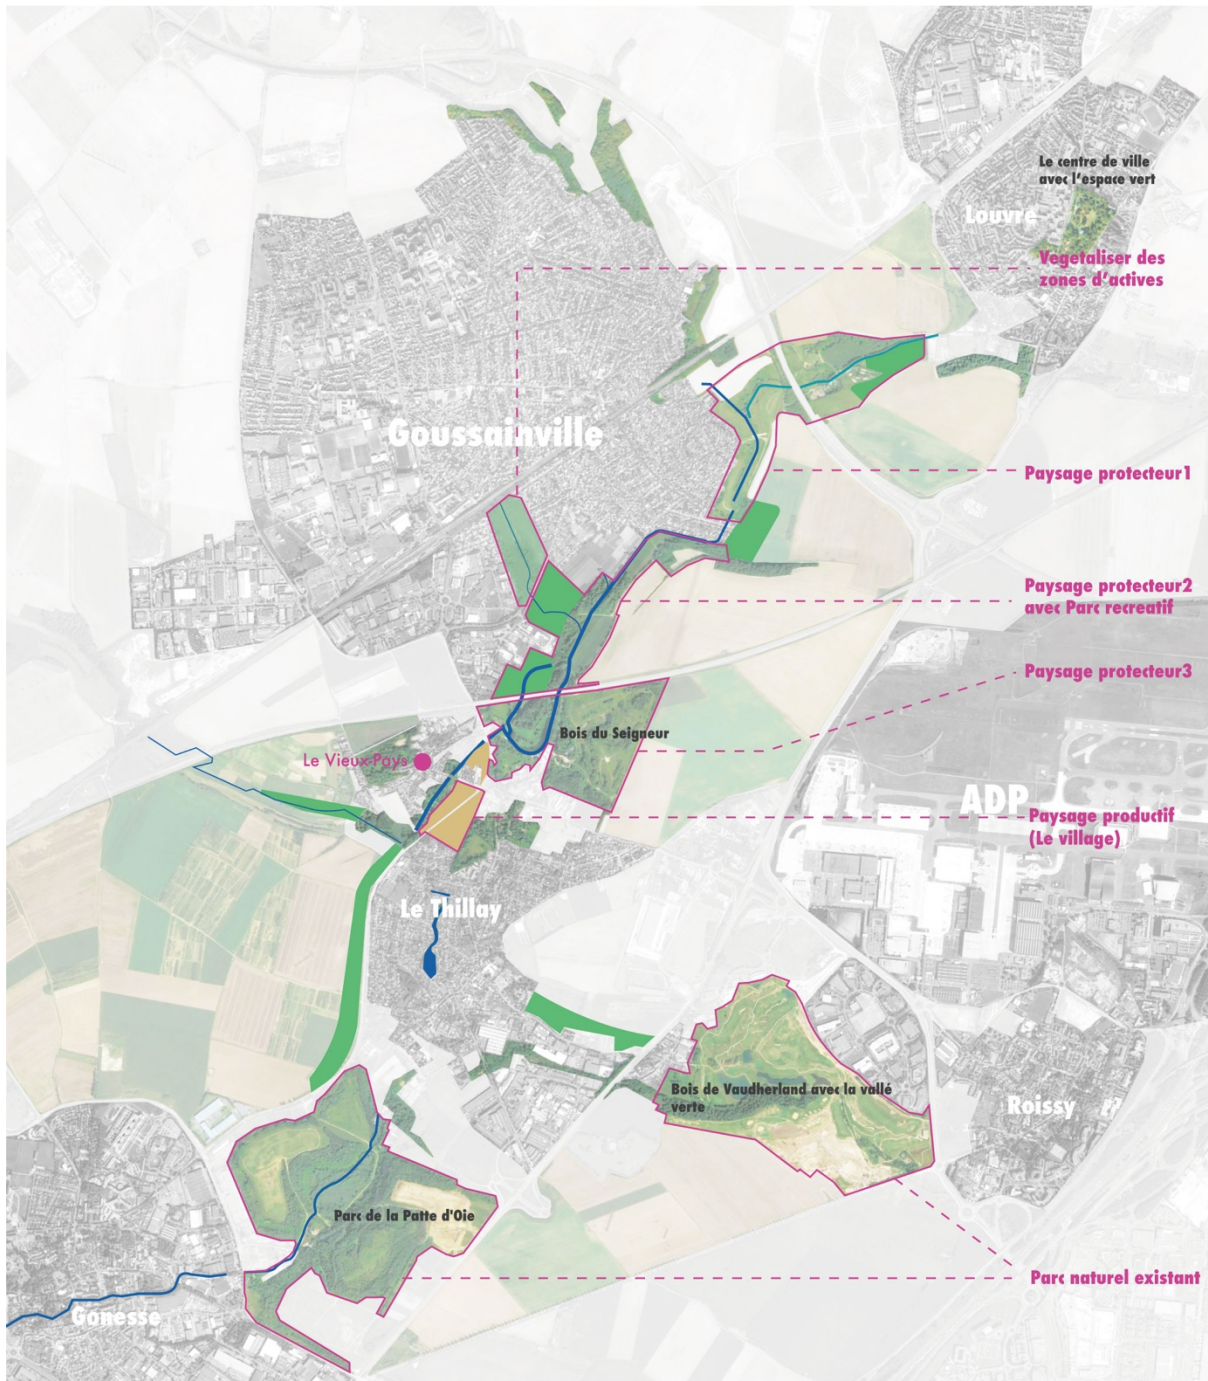 Le centre de ville
avec l'espace vert
Louvre
Vegetaliser des
zones d'actives
Goussainville
Paysage protecteur1
Paysage protecteur2
avec Parc recreatif
Paysage protecteur3
Bois du Seigneur
Le Vieux-Pays
ADP
Paysage productif
(Le village)
Le Thillay
Bois de Vaudherland avec la vallé
verte
Roissy
Parc de la Patte d'Oie
Parc naturel existant
Gonesse